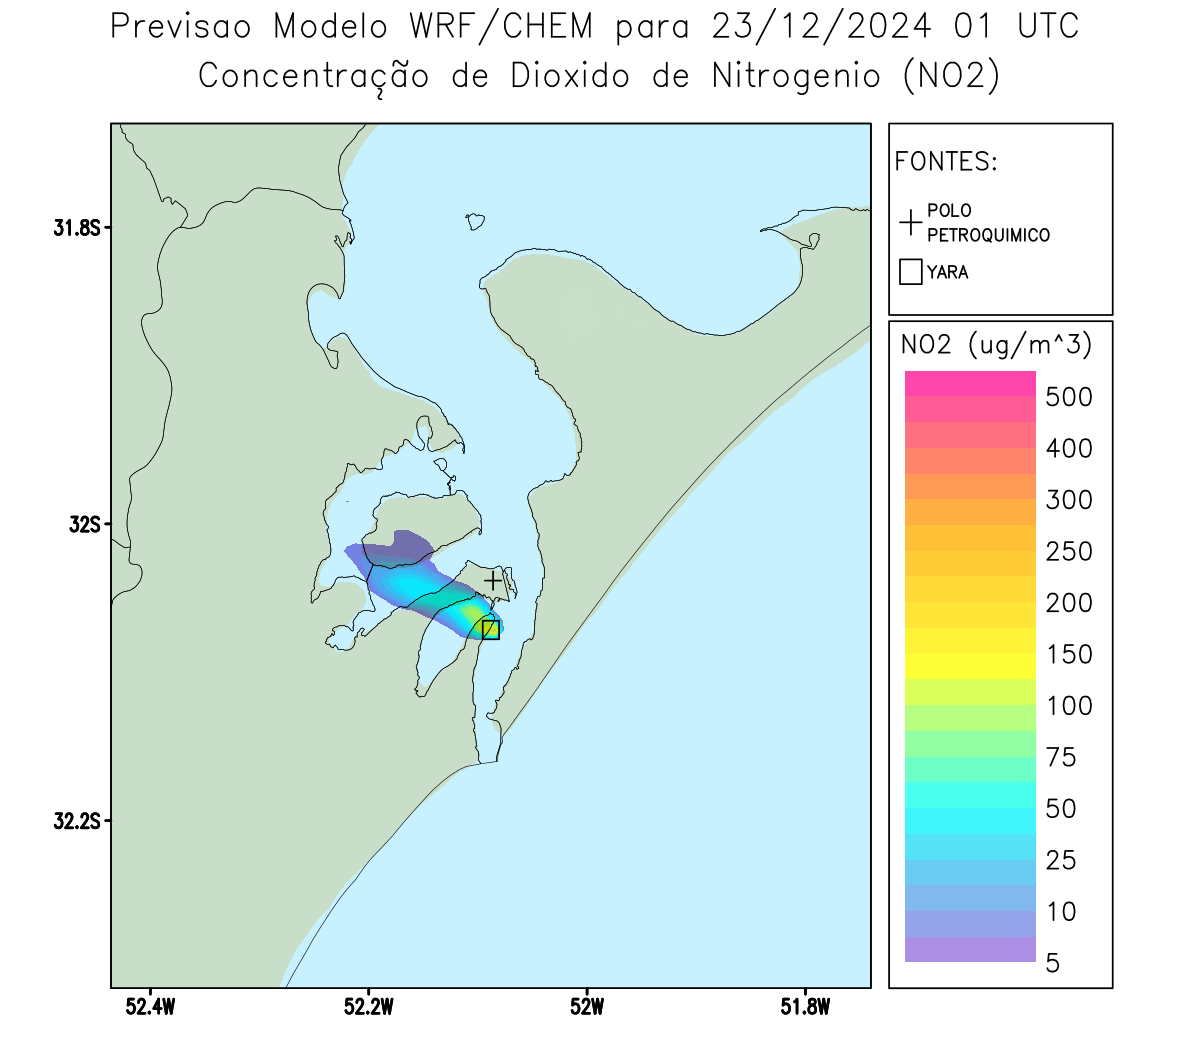 Previsao Modelo WRF/CHEM para 23/12/2024 01 UTC
Concentração de Dioxido de Nitrogenio (NO2)
FONTES:
POLO
PETROQUIMICO
YARA
31.8S
32S
32.2S
52.4W
52.2W
52W
51.8W
NO2 (ug/m^3)
500
400
300
250
200
150
100
75
50
25
10
5